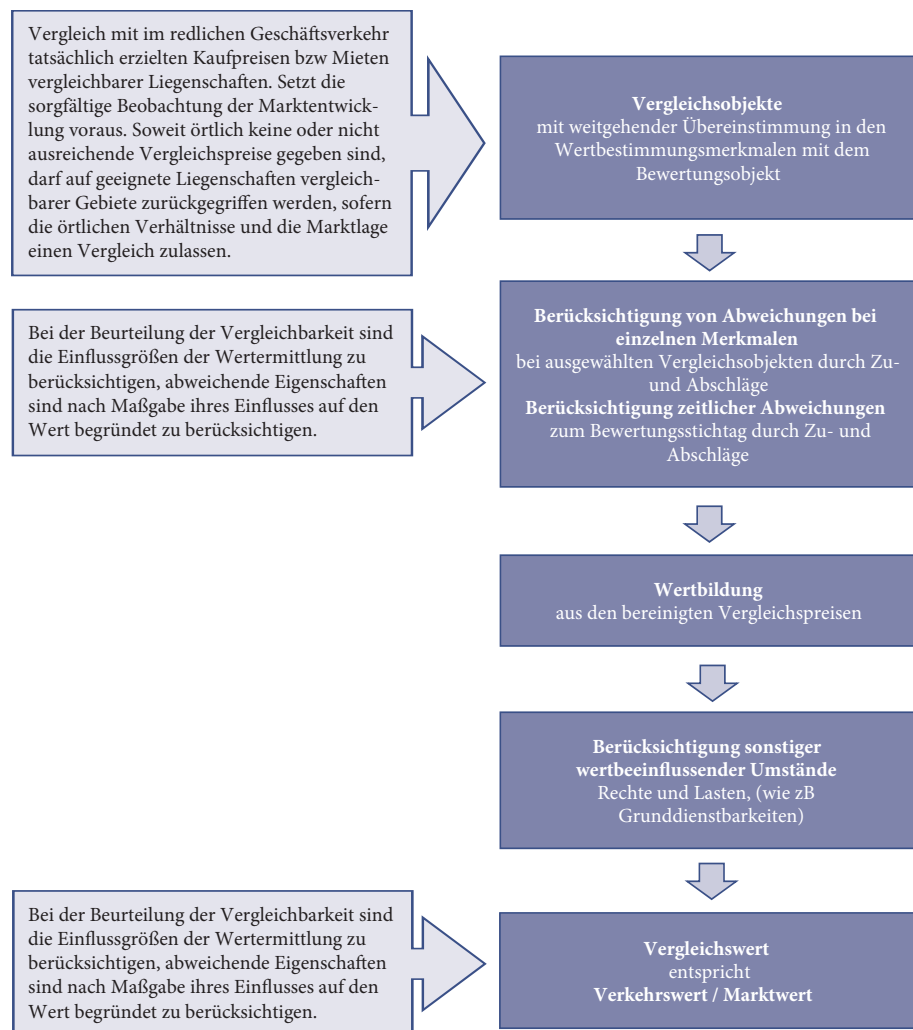 Vergleich mit im redlichen Geschäftsverkehr
tatsächlich erzielten Kaufpreisen bzw Mieten
vergleichbarer Liegenschaften. Setzt die
sorgfältige Beobachtung der Marktentwick-
lung voraus. Soweit örtlich keine oder nicht
ausreichende Vergleichspreise gegeben sind,
darf auf geeignete Liegenschaften vergleich-
barer Gebiete zurückgegriffen werden, sofern
die örtlichen Verhältnisse und die Marktlage
einen Vergleich zulassen.
Vergleichsobjekte
mit weitgehender Übereinstimmung in den
Wertbestimmungsmerkmalen mit dem
Bewertungsobjekt
Bei der Beurteilung der Vergleichbarkeit sind
die Einflussgrößen der Wertermittlung zu
berücksichtigen, abweichende Eigenschaften
sind nach Maßgabe ihres Einflusses auf den
Wert begründet zu berücksichtigen.
Berücksichtigung von Abweichungen bei
einzelnen Merkmalen
bei ausgewählten Vergleichsobjekten durch Zu-
und Abschläge
Berücksichtigung zeitlicher Abweichungen
zum Bewertungsstichtag durch Zu- und
Abschläge
Wertbildung
aus den bereinigten Vergleichspreisen
Berücksichtigung sonstiger
wertbeeinflussender Umstände
Rechte und Lasten, (wie zB
Grunddienstbarkeiten)
Bei der Beurteilung der Vergleichbarkeit sind
die Einflussgrößen der Wertermittlung zu
berücksichtigen, abweichende Eigenschaften
sind nach Maßgabe ihres Einflusses auf den
Wert begründet zu berücksichtigen.
Vergleichswert
entspricht
Verkehrswert / Marktwert